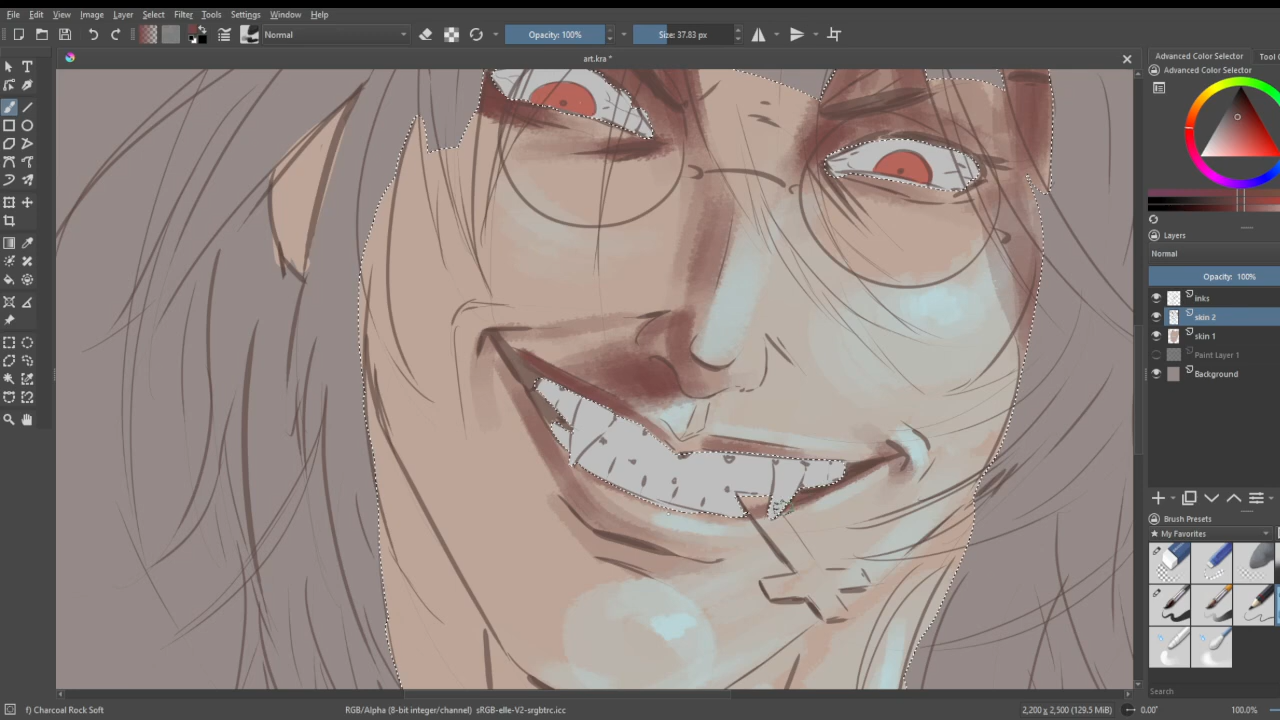 File Edit View Image Layer Select Filter Tools Settings Window Help
Normal Opacity: 100% Size: 37.83 px
art.kra *
Advanced Color Selector Tool
Advanced Color Selector
Layers
Normal
Opacity: 100%
inks
skin 2
skin 1
Paint Layer 1
Background
Brush Presets
★ My Favorites
Search
f) Charcoal Rock Soft RGB/Alpha (8-bit integer/channel) sRGB-elle-V2-srgbtrc.icc 2,200 x 2,500 (129.5 MiB) 0.00° 100.0%